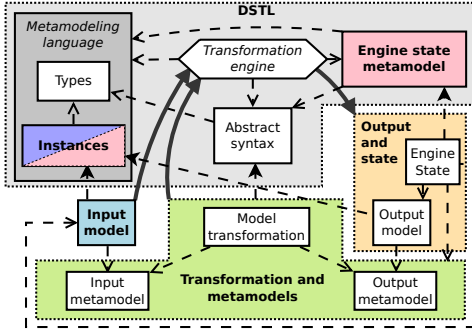 DSTL
Metamodeling
language
Transformation
engine
Engine state
metamodel
Types
Abstract
syntax
Instances
Output
and
state
Engine
State
Input
model
Model
transformation
Output
model
Input
metamodel
Transformation and
metamodels
Output
metamodel